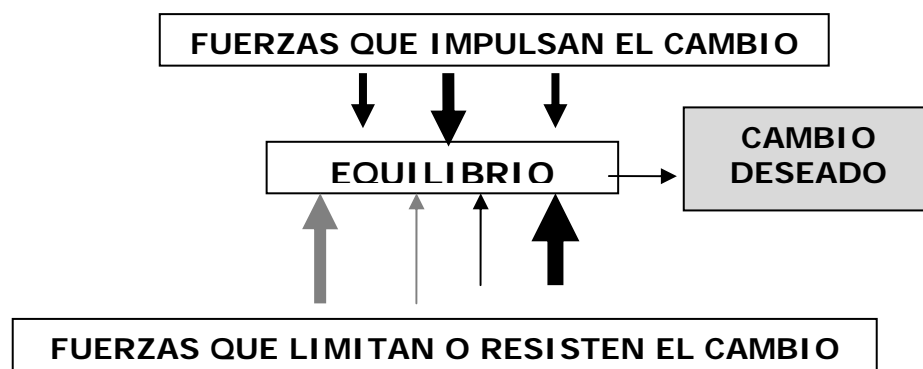 FUERZAS QUE IMPULSAN EL CAMBIO
EQUILIBRIO
CAMBIO
DESEADO
FUERZAS QUE LIMITAN O RESISTEN EL CAMBIO